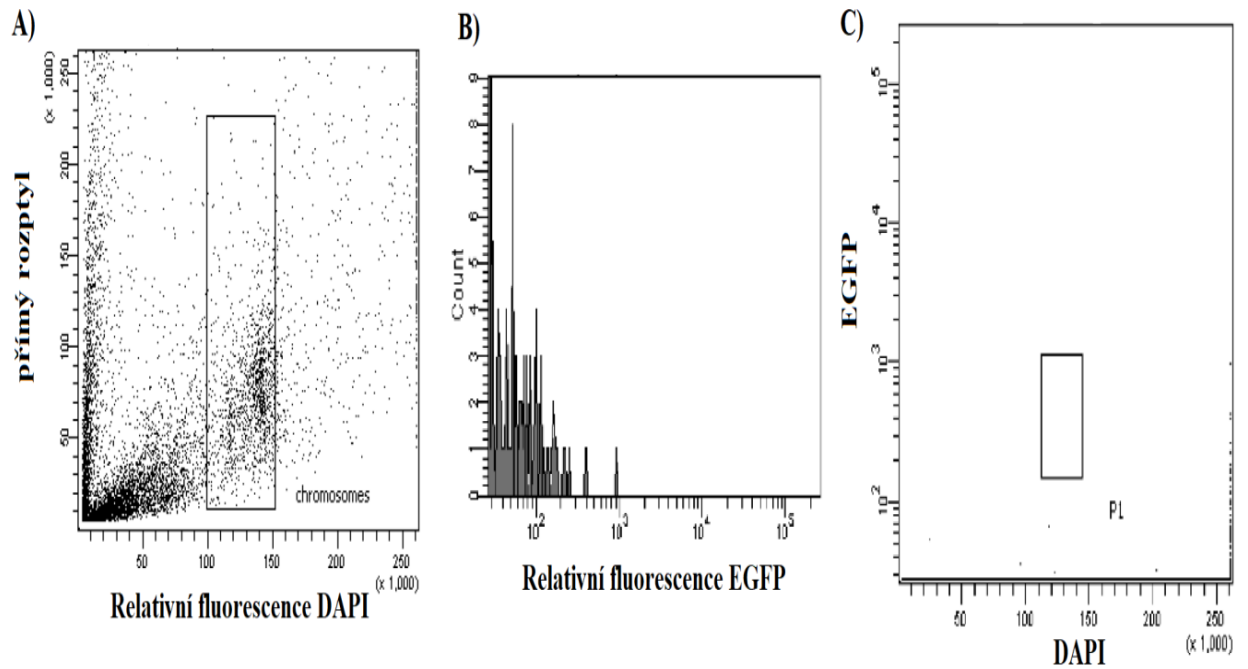 A)
(x 1,000)
250
200
150
100
50
přímý rozptyl
chromosomes
50 100 150 200 250
(x 1,000)
Relativní fluorescence DAPI
B)
9
8
7
6
5
4
3
2
1
0
Count
10² 10³ 10⁴ 10⁵
Relativní fluorescence EGFP
C)
10⁵
10⁴
10³
10²
EGFP
P1
50 100 150 200 250
(x 1,000)
DAPI